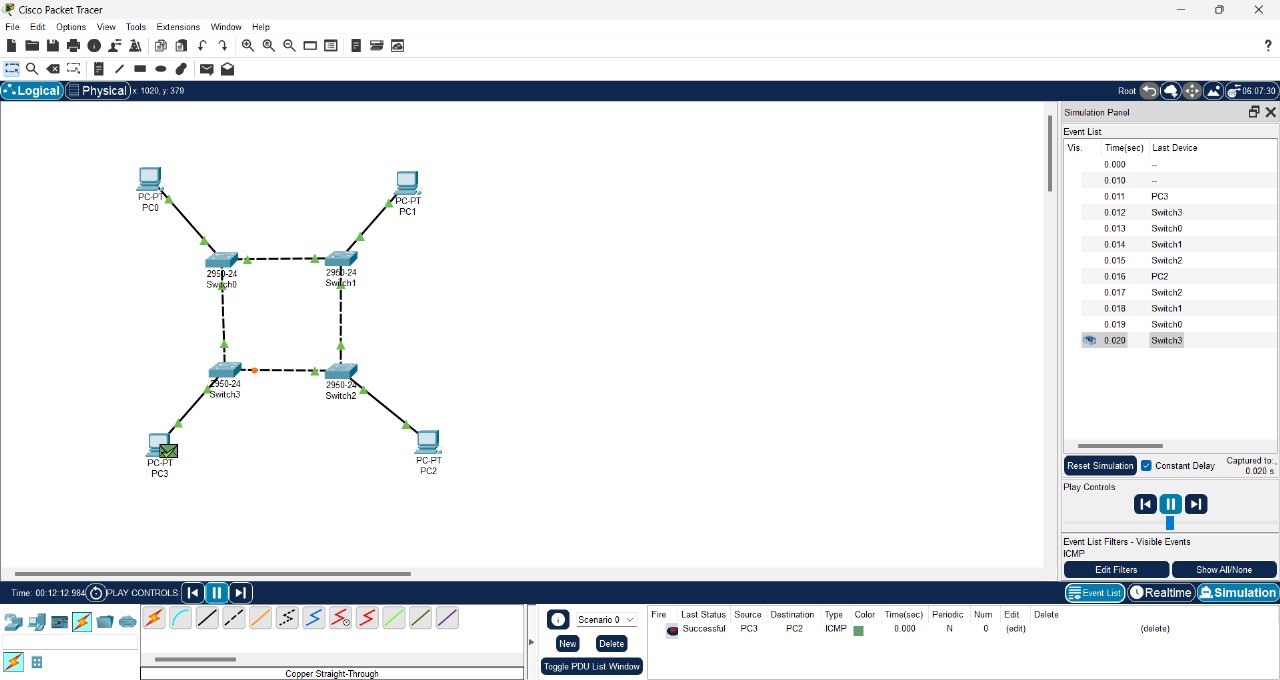 Cisco Packet Tracer
File Edit Options View Tools Extensions Window Help
?
Logical Physical x: 1020, y: 379 Root 06:07:30
PC-PT
PC0
PC-PT
PC1
2950-24
Switch0
2950-24
Switch1
2950-24
Switch3
2950-24
Switch2
PC-PT
PC3
PC-PT
PC2
Simulation Panel
Event List
Vis. Time(sec) Last Device
0.000 --
0.010 --
0.011 PC3
0.012 Switch3
0.013 Switch0
0.014 Switch1
0.015 Switch2
0.016 PC2
0.017 Switch2
0.018 Switch1
0.019 Switch0
0.020 Switch3
Reset Simulation Constant Delay Captured to:
0.020 s
Play Controls
Event List Filters - Visible Events
ICMP
Edit Filters Show All/None
Time: 00:12:12.984 PLAY CONTROLS: Event List Realtime Simulation
Copper Straight-Through
Scenario 0
New Delete
Toggle PDU List Window
Fire Last Status Source Destination Type Color Time(sec) Periodic Num Edit Delete
Successful PC3 PC2 ICMP 0.000 N 0 (edit) (delete)